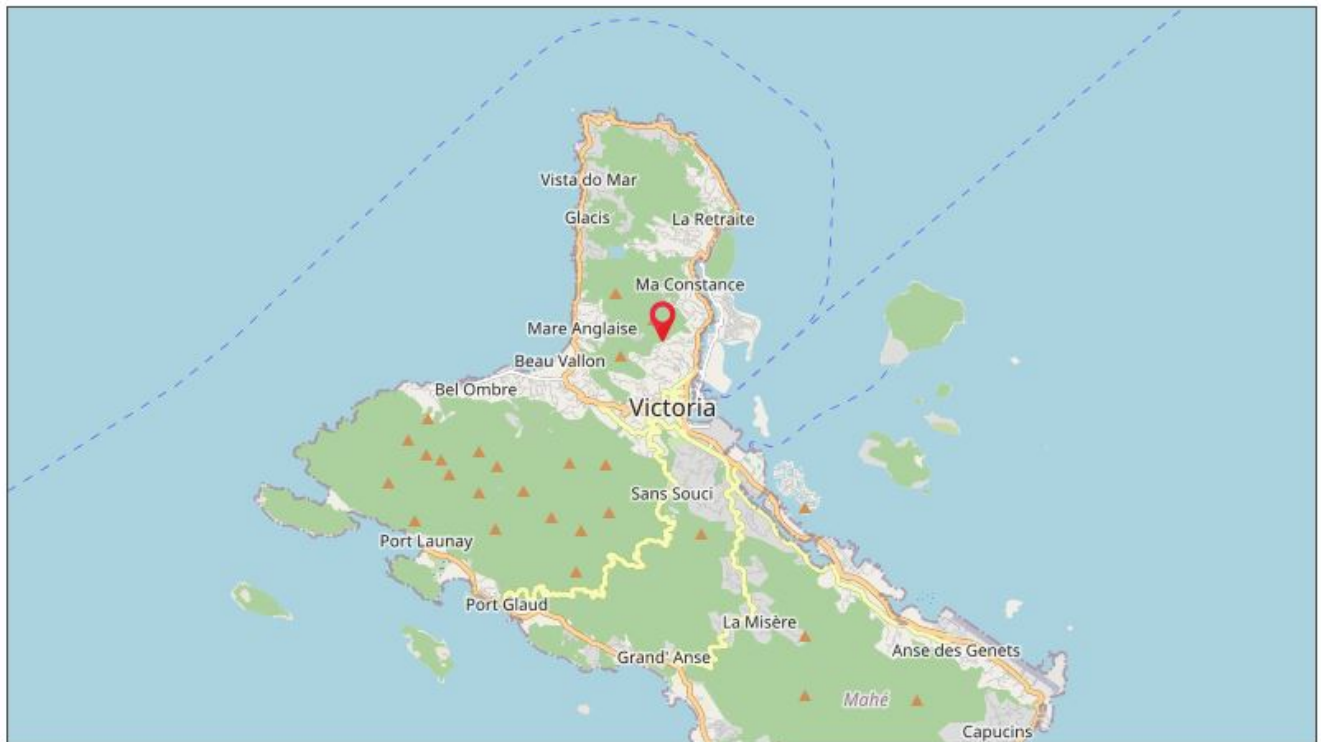 Vista do Mar
Glacis
La Retraite
Ma Constance
Mare Anglaise
Beau Vallon
Bel Ombre
Victoria
Sans Souci
Port Launay
Port Glaud
La Misère
Grand' Anse
Anse des Genets
Mahé
Capucins